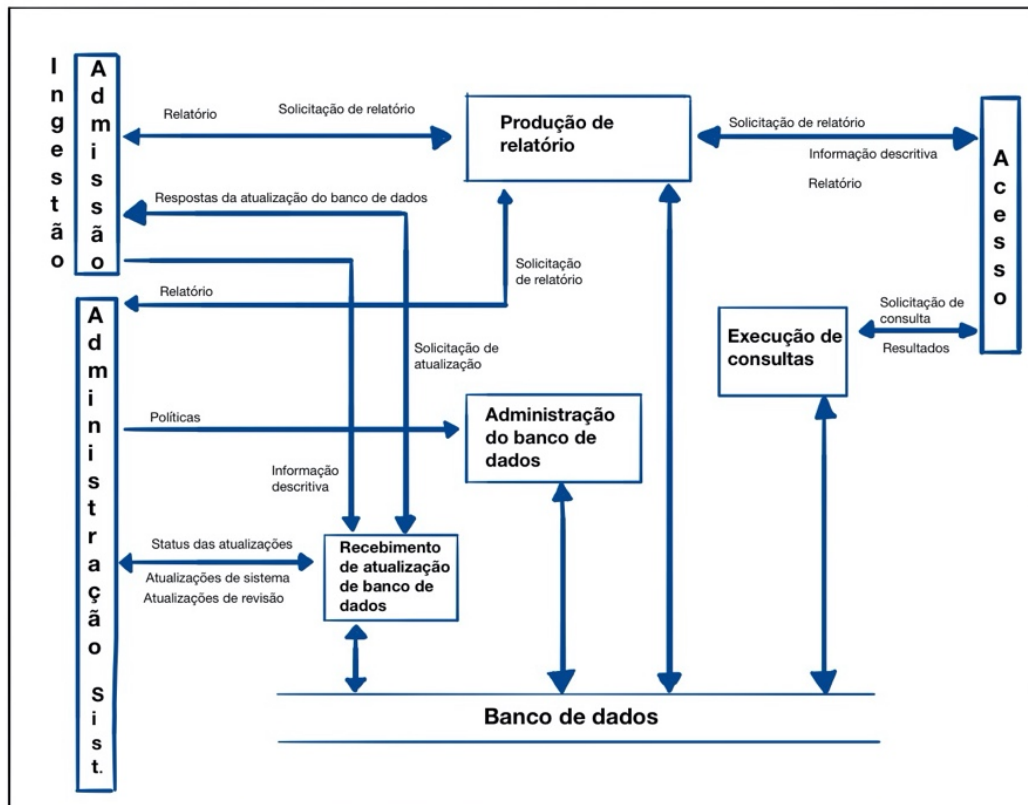 Ingestão
Admissão
Relatório
Solicitação de relatório
Produção de
relatório
Solicitação de relatório
Informação descritiva
Relatório
Acesso
Respostas da atualização do banco de dados
Solicitação
de relatório
Relatório
Administração Sist.
Solicitação de
atualização
Execução de
consultas
Solicitação de
consulta
Resultados
Políticas
Administração
do banco de
dados
Informação
descritiva
Status das atualizações
Atualizações de sistema
Atualizações de revisão
Recebimento
de atualização
de banco de
dados
Banco de dados